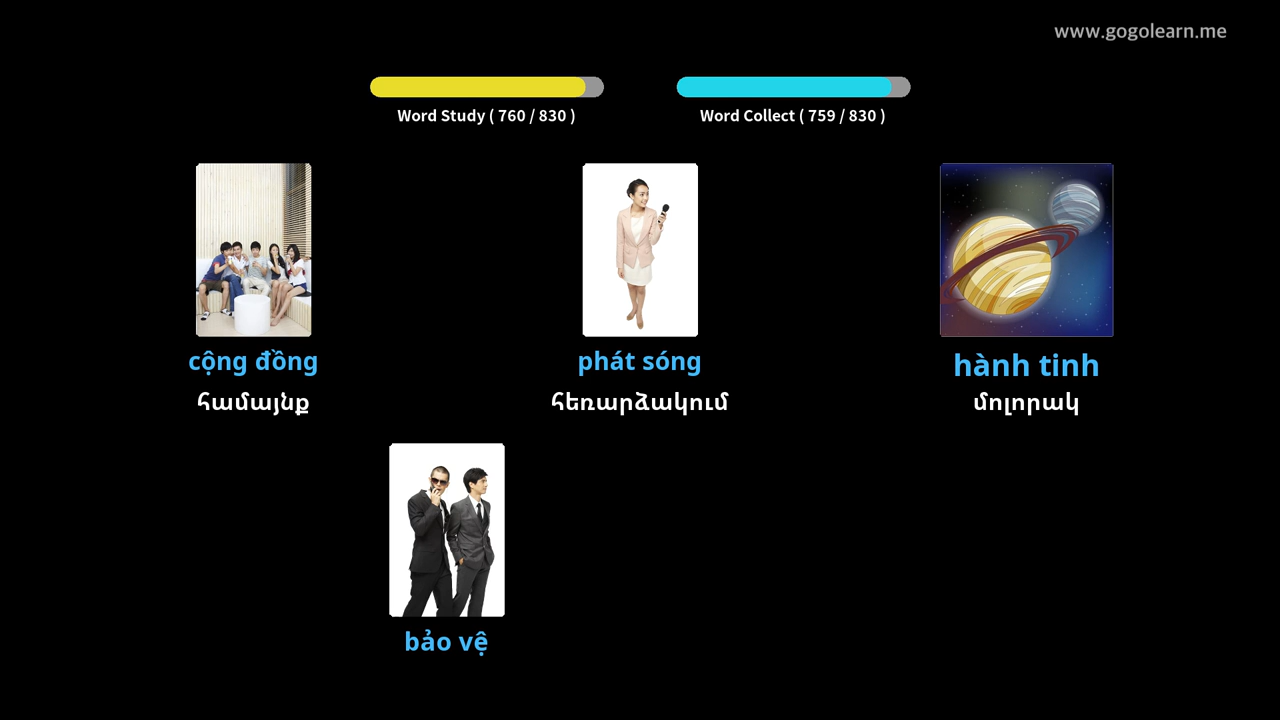 www.gogolearn.me
Word Study ( 760 / 830 )
Word Collect ( 759 / 830 )
cộng đồng
phát sóng
hành tinh
համայնք
հեռարձակում
մոլորակ
bảo vệ